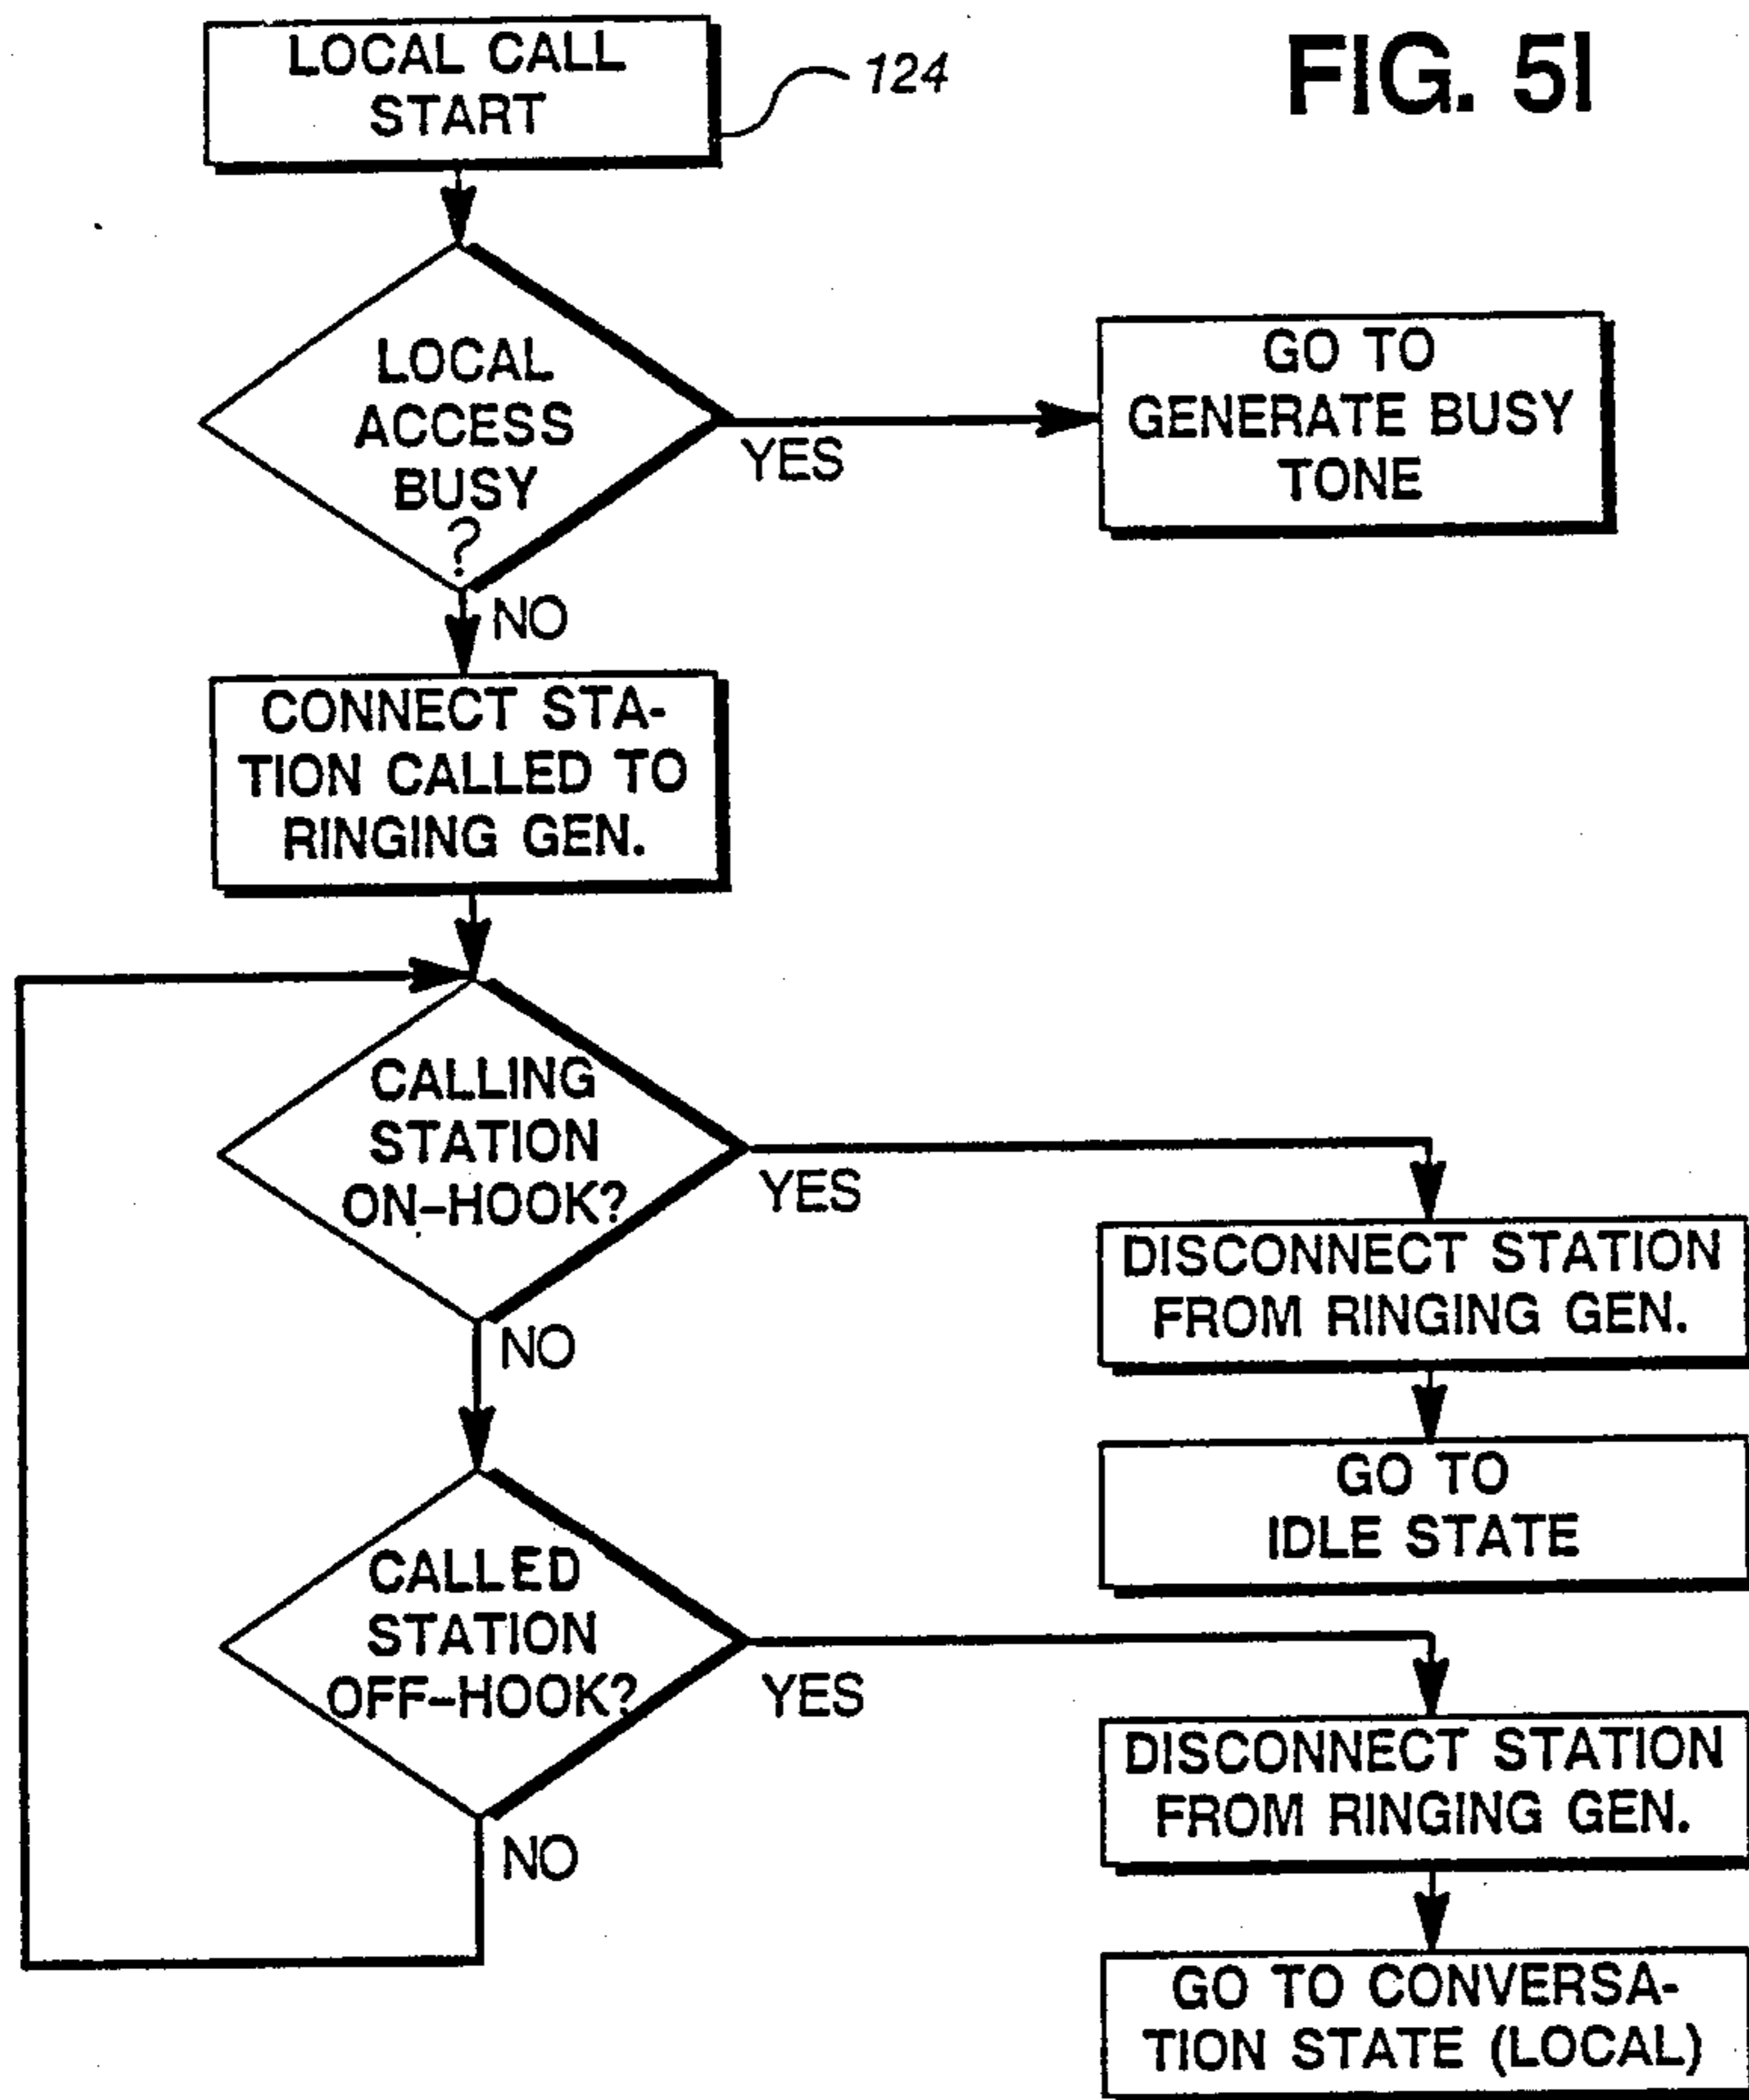 LOCAL CALL
START
124
FIG. 5I
LOCAL
ACCESS
BUSY
?
YES
GO TO
GENERATE BUSY
TONE
NO
CONNECT STA-
TION CALLED TO
RINGING GEN.
CALLING
STATION
ON-HOOK?
YES
DISCONNECT STATION
FROM RINGING GEN.
GO TO
IDLE STATE
NO
CALLED
STATION
OFF-HOOK?
YES
DISCONNECT STATION
FROM RINGING GEN.
GO TO CONVERSA-
TION STATE (LOCAL)
NO